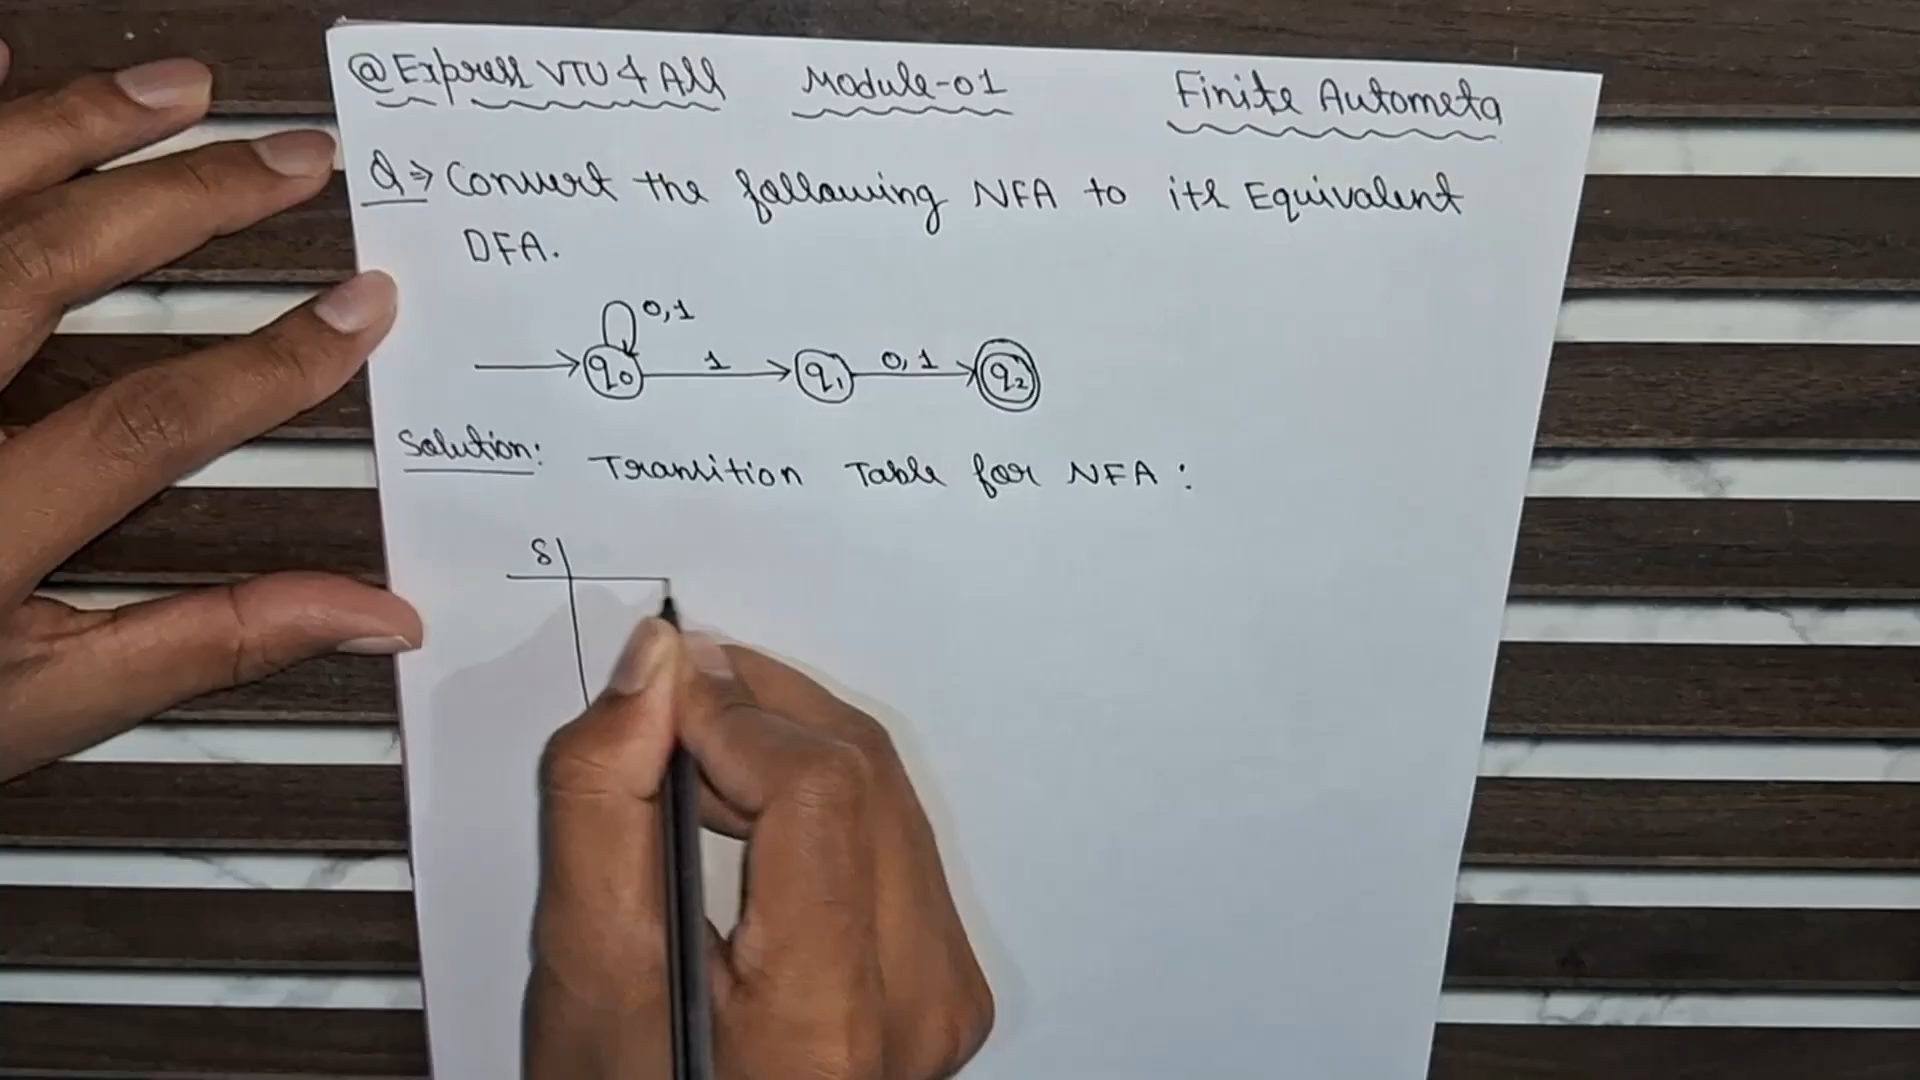 @Express VTU 4 All Module-01 Finite Autometa
Q⇒ Convert the following NFA to its Equivalent
DFA.
0,1
q₀ 1 q₁ 0,1 q₂
Solution: Transition Table for NFA :
δ